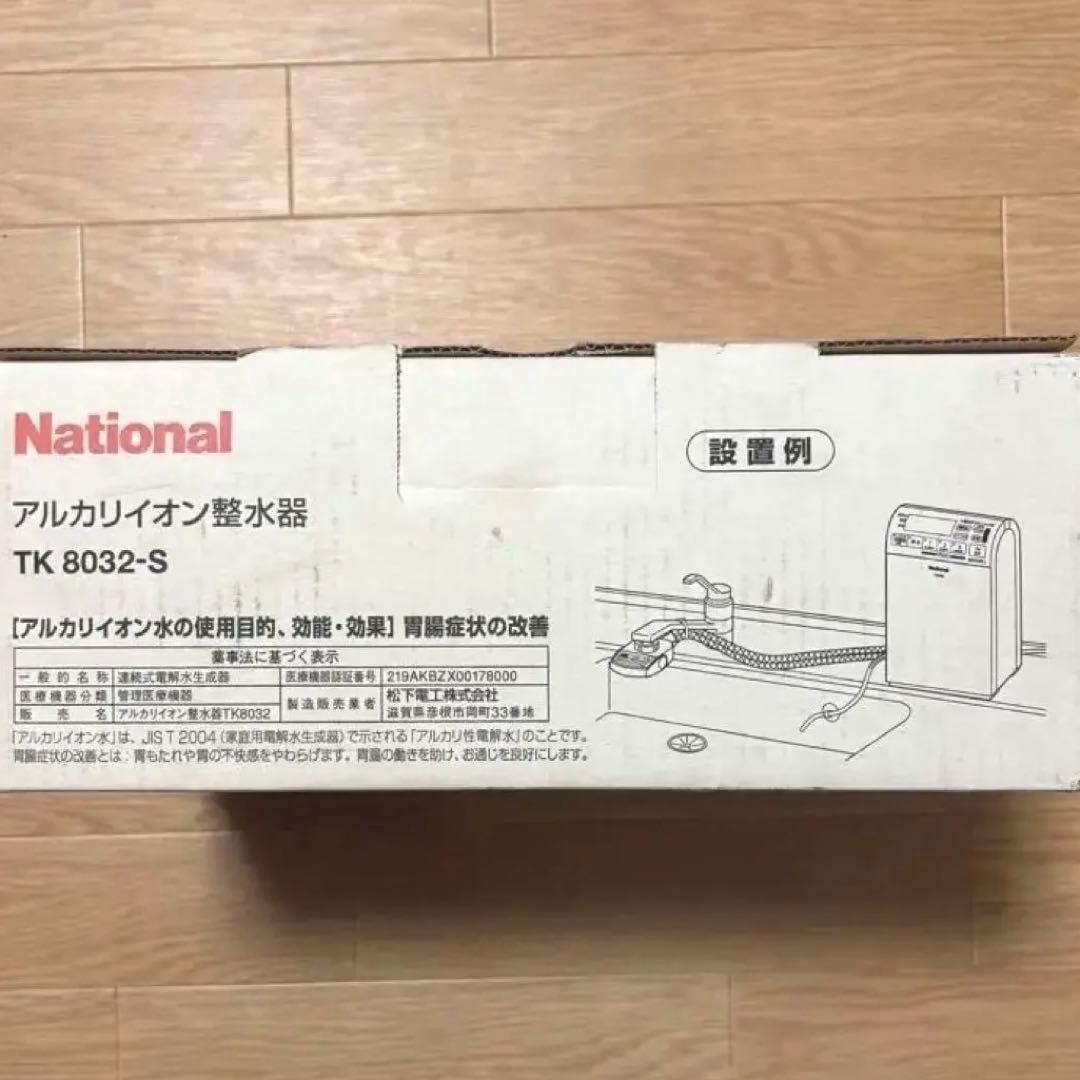 National
アルカリイオン整水器
TK 8032-S
[アルカリイオン水の使用目的、効能・効果] 胃腸症状の改善
薬事法に基づく表示
一般的名称 連続式電解水生成器 医療機器認証番号 219AKBZX00178000
医療機器分類 管理医療機器 製造販売業者 松下電工株式会社
販売名 アルカリイオン整水器TK8032 滋賀県彦根市岡町33番地
「アルカリイオン水」は、JIS T 2004（家庭用電解水生成器）で示される「アルカリ性電解水」のことです。
胃腸症状の改善とは：胃もたれや胃の不快感をやわらげます。胃腸の働きを助け、お通じを良好にします。
設置例
National